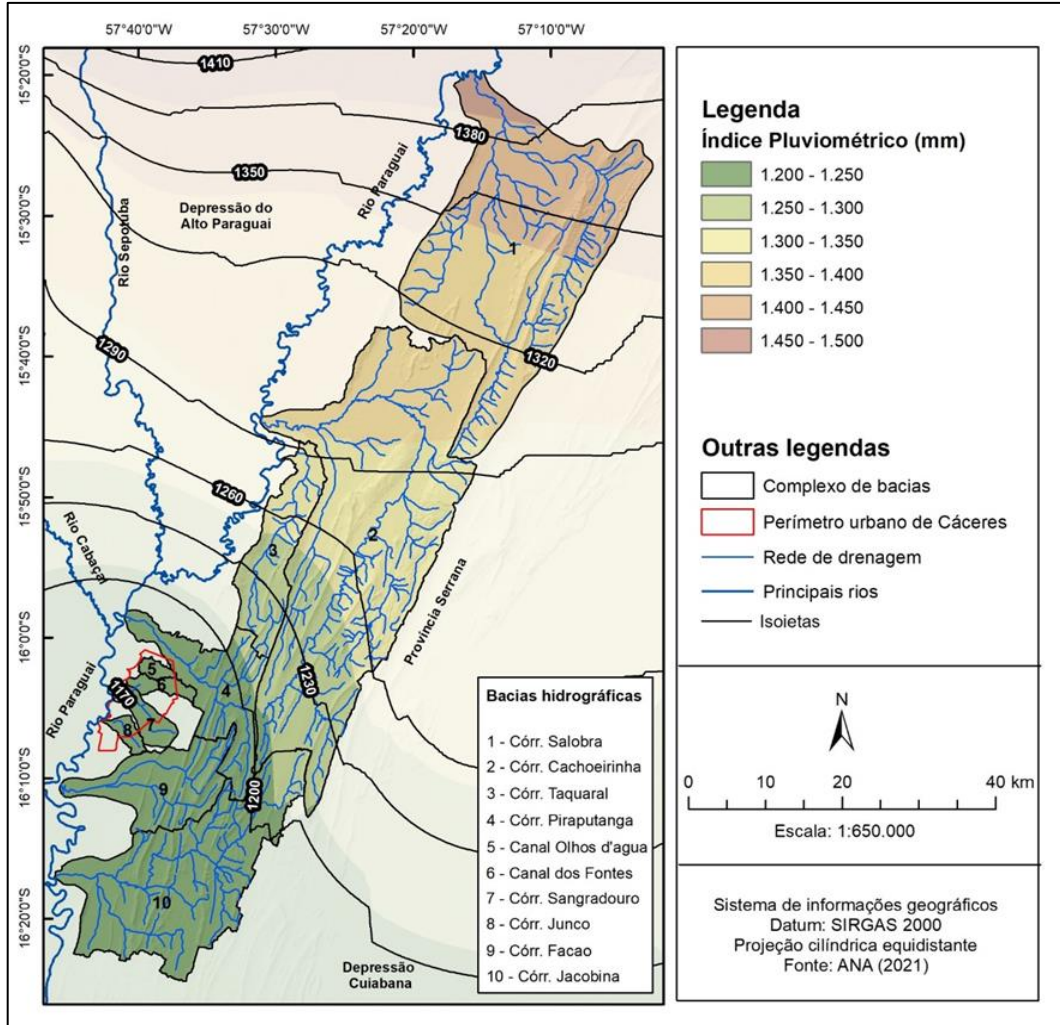 57°40'0"W
57°30'0"W
57°20'0"W
57°10'0"W
15°20'0"S
15°30'0"S
15°40'0"S
15°50'0"S
16°0'0"S
16°10'0"S
16°20'0"S
1410
1380
1350
1320
1290
1260
1230
1200
1170
Rio Sepotuba
Depressão do
Alto Paraguai
Rio Paraguai
Rio Cabaçal
Rio Paraguai
Província Serrana
Depressão
Cuiabana
1
2
3
4
5
6
7
8
9
10
Bacias hidrográficas
1 - Córr. Salobra
2 - Córr. Cachoeirinha
3 - Córr. Taquaral
4 - Córr. Piraputanga
5 - Canal Olhos d'agua
6 - Canal dos Fontes
7 - Córr. Sangradouro
8 - Córr. Junco
9 - Córr. Facao
10 - Córr. Jacobina
Legenda
Índice Pluviométrico (mm)
1.200 - 1.250
1.250 - 1.300
1.300 - 1.350
1.350 - 1.400
1.400 - 1.450
1.450 - 1.500
Outras legendas
Complexo de bacias
Perímetro urbano de Cáceres
Rede de drenagem
Principais rios
Isoietas
N
0 10 20 40 km
Escala: 1:650.000
Sistema de informações geográficos
Datum: SIRGAS 2000
Projeção cilíndrica equidistante
Fonte: ANA (2021)